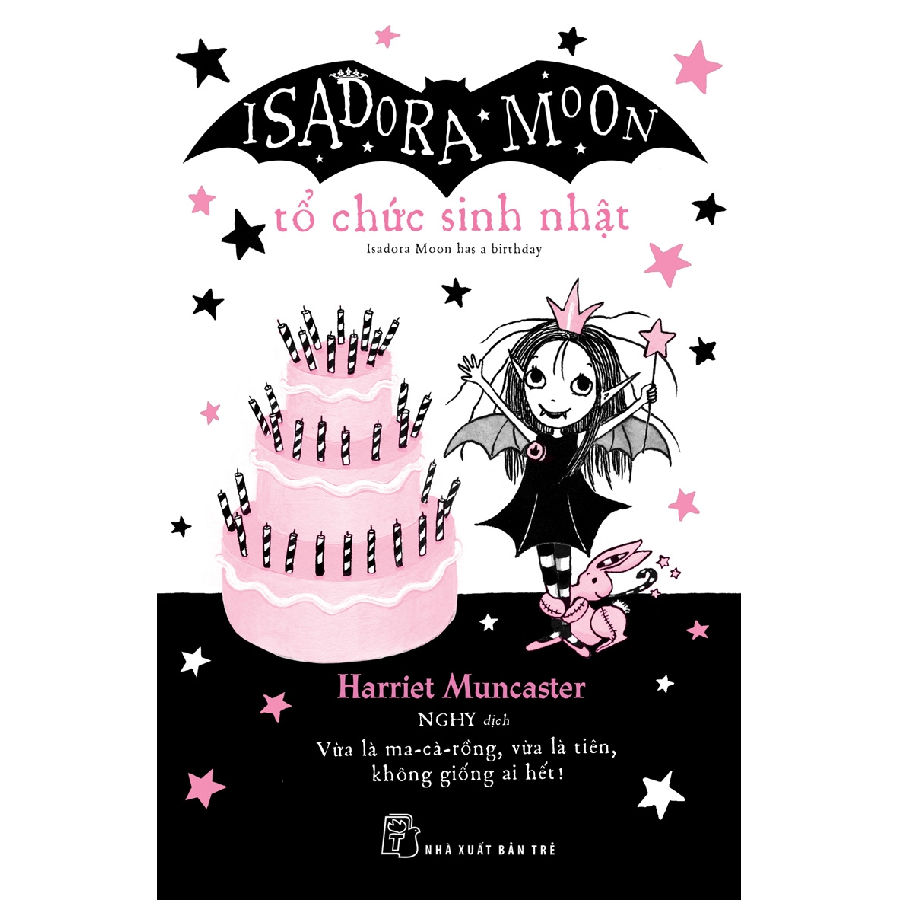 ISADORA MOON
tổ chức sinh nhật
Isadora Moon has a birthday
Harriet Muncaster
NGHY dịch
Vừa là ma-cà-rồng, vừa là tiên,
không giống ai hết!
T
NHÀ XUẤT BẢN TRẺ